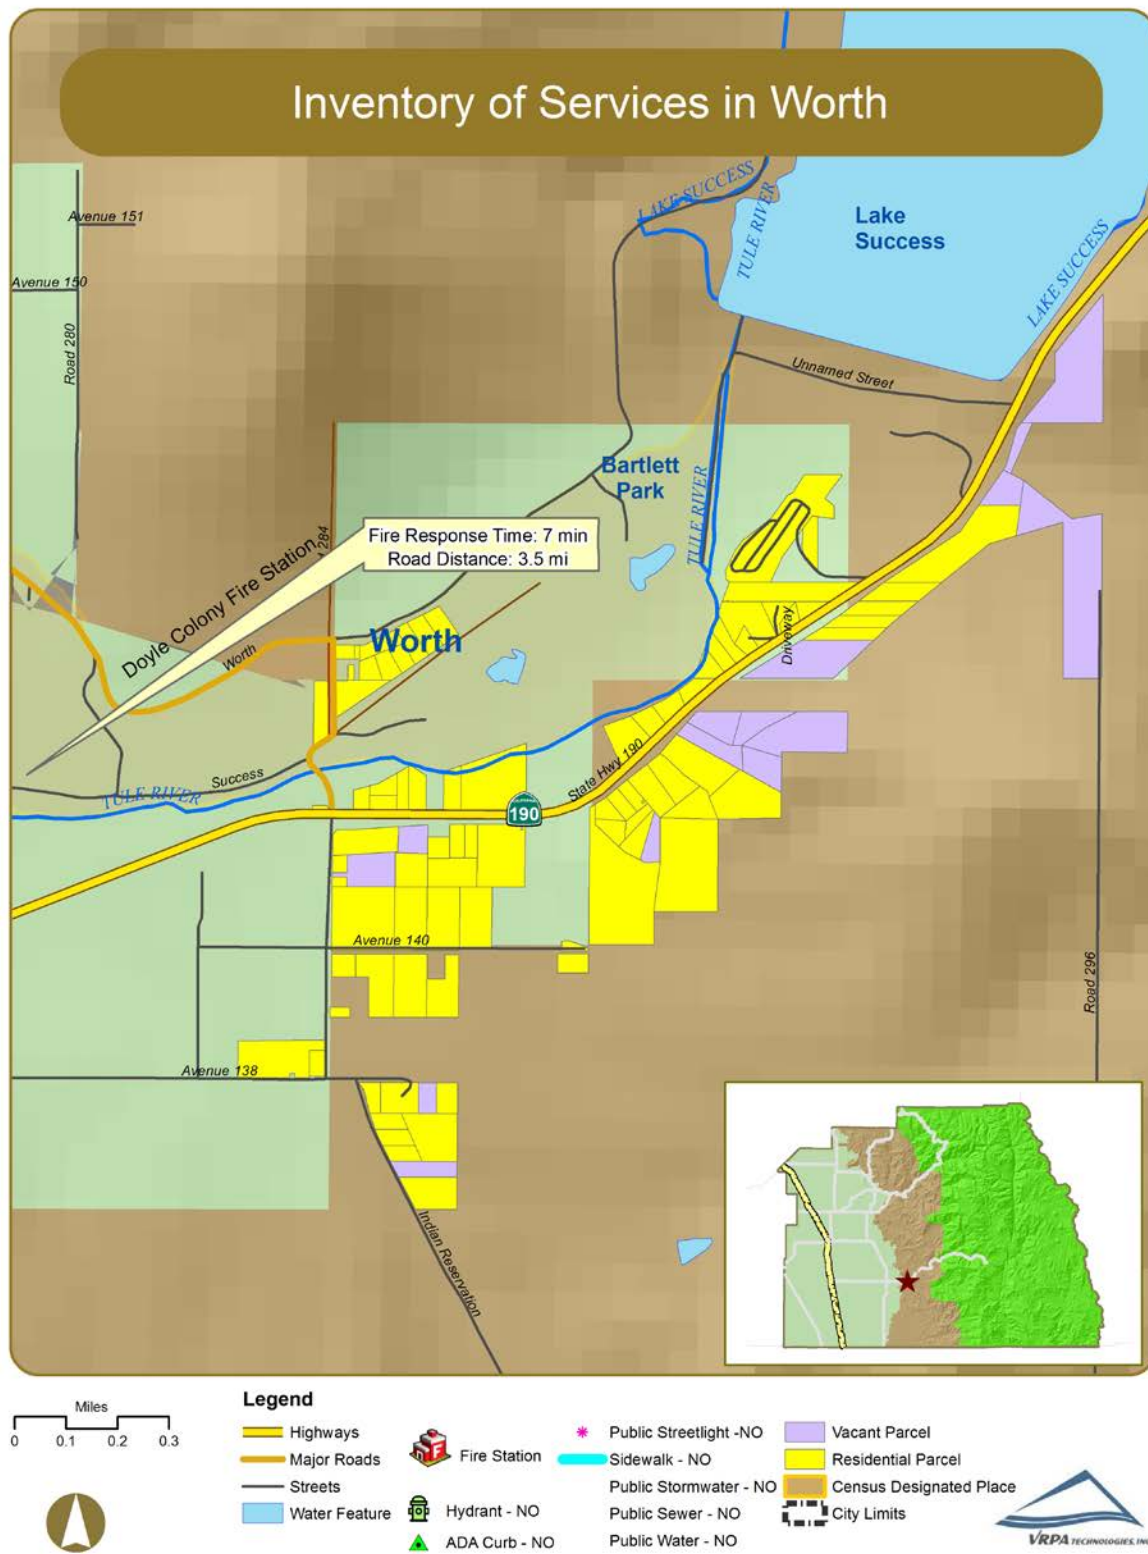 Inventory of Services in Worth
LAKE SUCCESS
TULE RIVER
Lake
Success
LAKE SUCCESS
Avenue 151
Avenue 150
Road 280
Unnamed Street
Bartlett
Park
TULE RIVER
284
Fire Response Time: 7 min
Road Distance: 3.5 mi
Doyle Colony Fire Station
Worth
Worth
Driveway
State Hwy 190
Success
TULE RIVER
CALIFORNIA
190
Avenue 140
Road 296
Avenue 138
Indian Reservation
Miles
0 0.1 0.2 0.3
Legend
Highways
Major Roads
Streets
Water Feature
F
Fire Station
Hydrant - NO
ADA Curb - NO
Public Streetlight -NO
Sidewalk - NO
Public Stormwater - NO
Public Sewer - NO
Public Water - NO
Vacant Parcel
Residential Parcel
Census Designated Place
City Limits
VRPA TECHNOLOGIES, INC